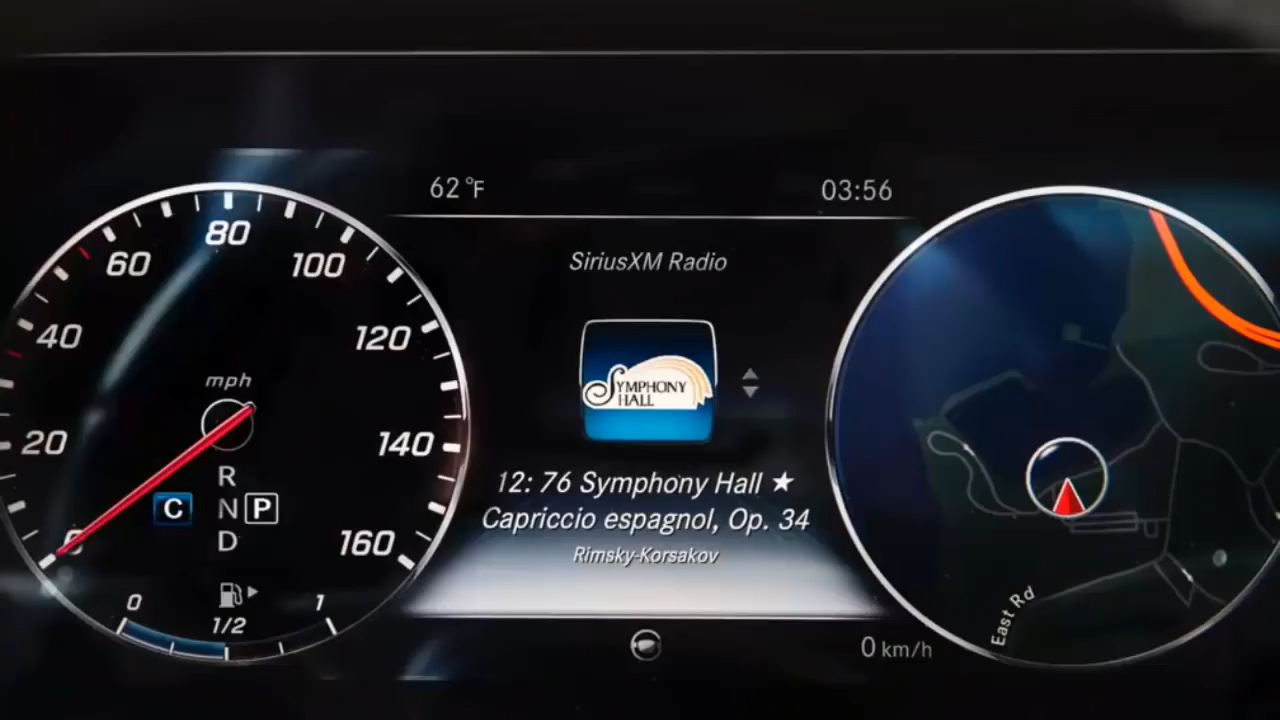 62°F 03:56
SiriusXM Radio
SYMPHONY
HALL
12: 76 Symphony Hall ★
Capriccio espagnol, Op. 34
Rimsky-Korsakov
0 km/h
0
20
40
60
80
100
120
140
160
mph
R
C N P
D
0 1
1/2
East Rd